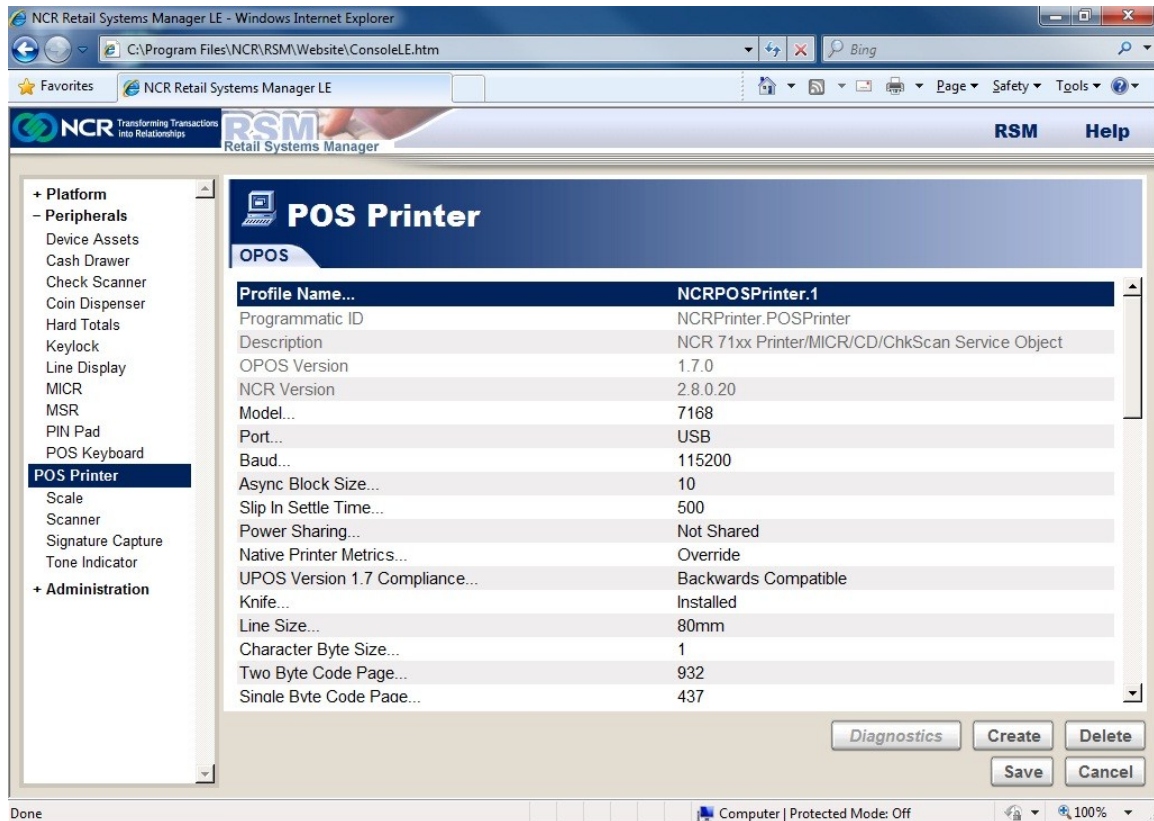 NCR Retail Systems Manager LE - Windows Internet Explorer
C:\Program Files\NCR\RSM\Website\ConsoleLE.htm
Bing
Favorites
NCR Retail Systems Manager LE
Page
Safety
Tools
NCR
Transforming Transactions
into Relationships
RSM
Retail Systems Manager
RSM
Help
+ Platform
– Peripherals
Device Assets
Cash Drawer
Check Scanner
Coin Dispenser
Hard Totals
Keylock
Line Display
MICR
MSR
PIN Pad
POS Keyboard
POS Printer
Scale
Scanner
Signature Capture
Tone Indicator
+ Administration
POS Printer
OPOS
Profile Name... NCRPOSPrinter.1
Programmatic ID NCRPrinter.POSPrinter
Description NCR 71xx Printer/MICR/CD/ChkScan Service Object
OPOS Version 1.7.0
NCR Version 2.8.0.20
Model... 7168
Port... USB
Baud... 115200
Async Block Size... 10
Slip In Settle Time... 500
Power Sharing... Not Shared
Native Printer Metrics... Override
UPOS Version 1.7 Compliance... Backwards Compatible
Knife... Installed
Line Size... 80mm
Character Byte Size... 1
Two Byte Code Page... 932
Single Byte Code Page... 437
Diagnostics
Create
Delete
Save
Cancel
Done
Computer | Protected Mode: Off
100%